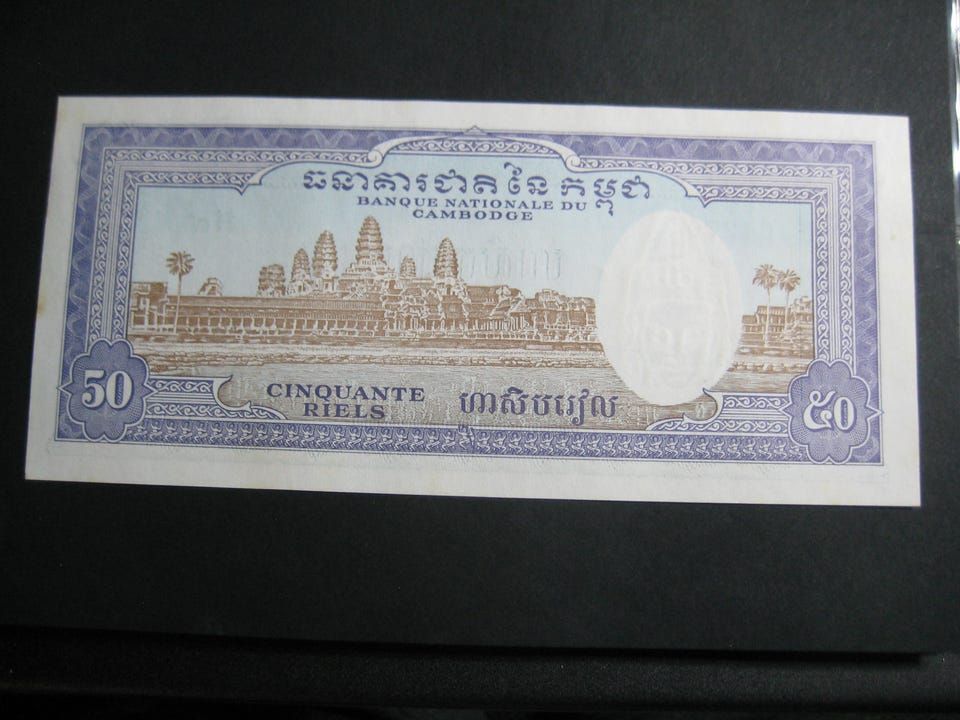 ធនាគារជាតិ នៃ កម្ពុជា
BANQUE NATIONALE DU
CAMBODGE
50
CINQUANTE
RIELS
ហាសិបរៀល
៥០